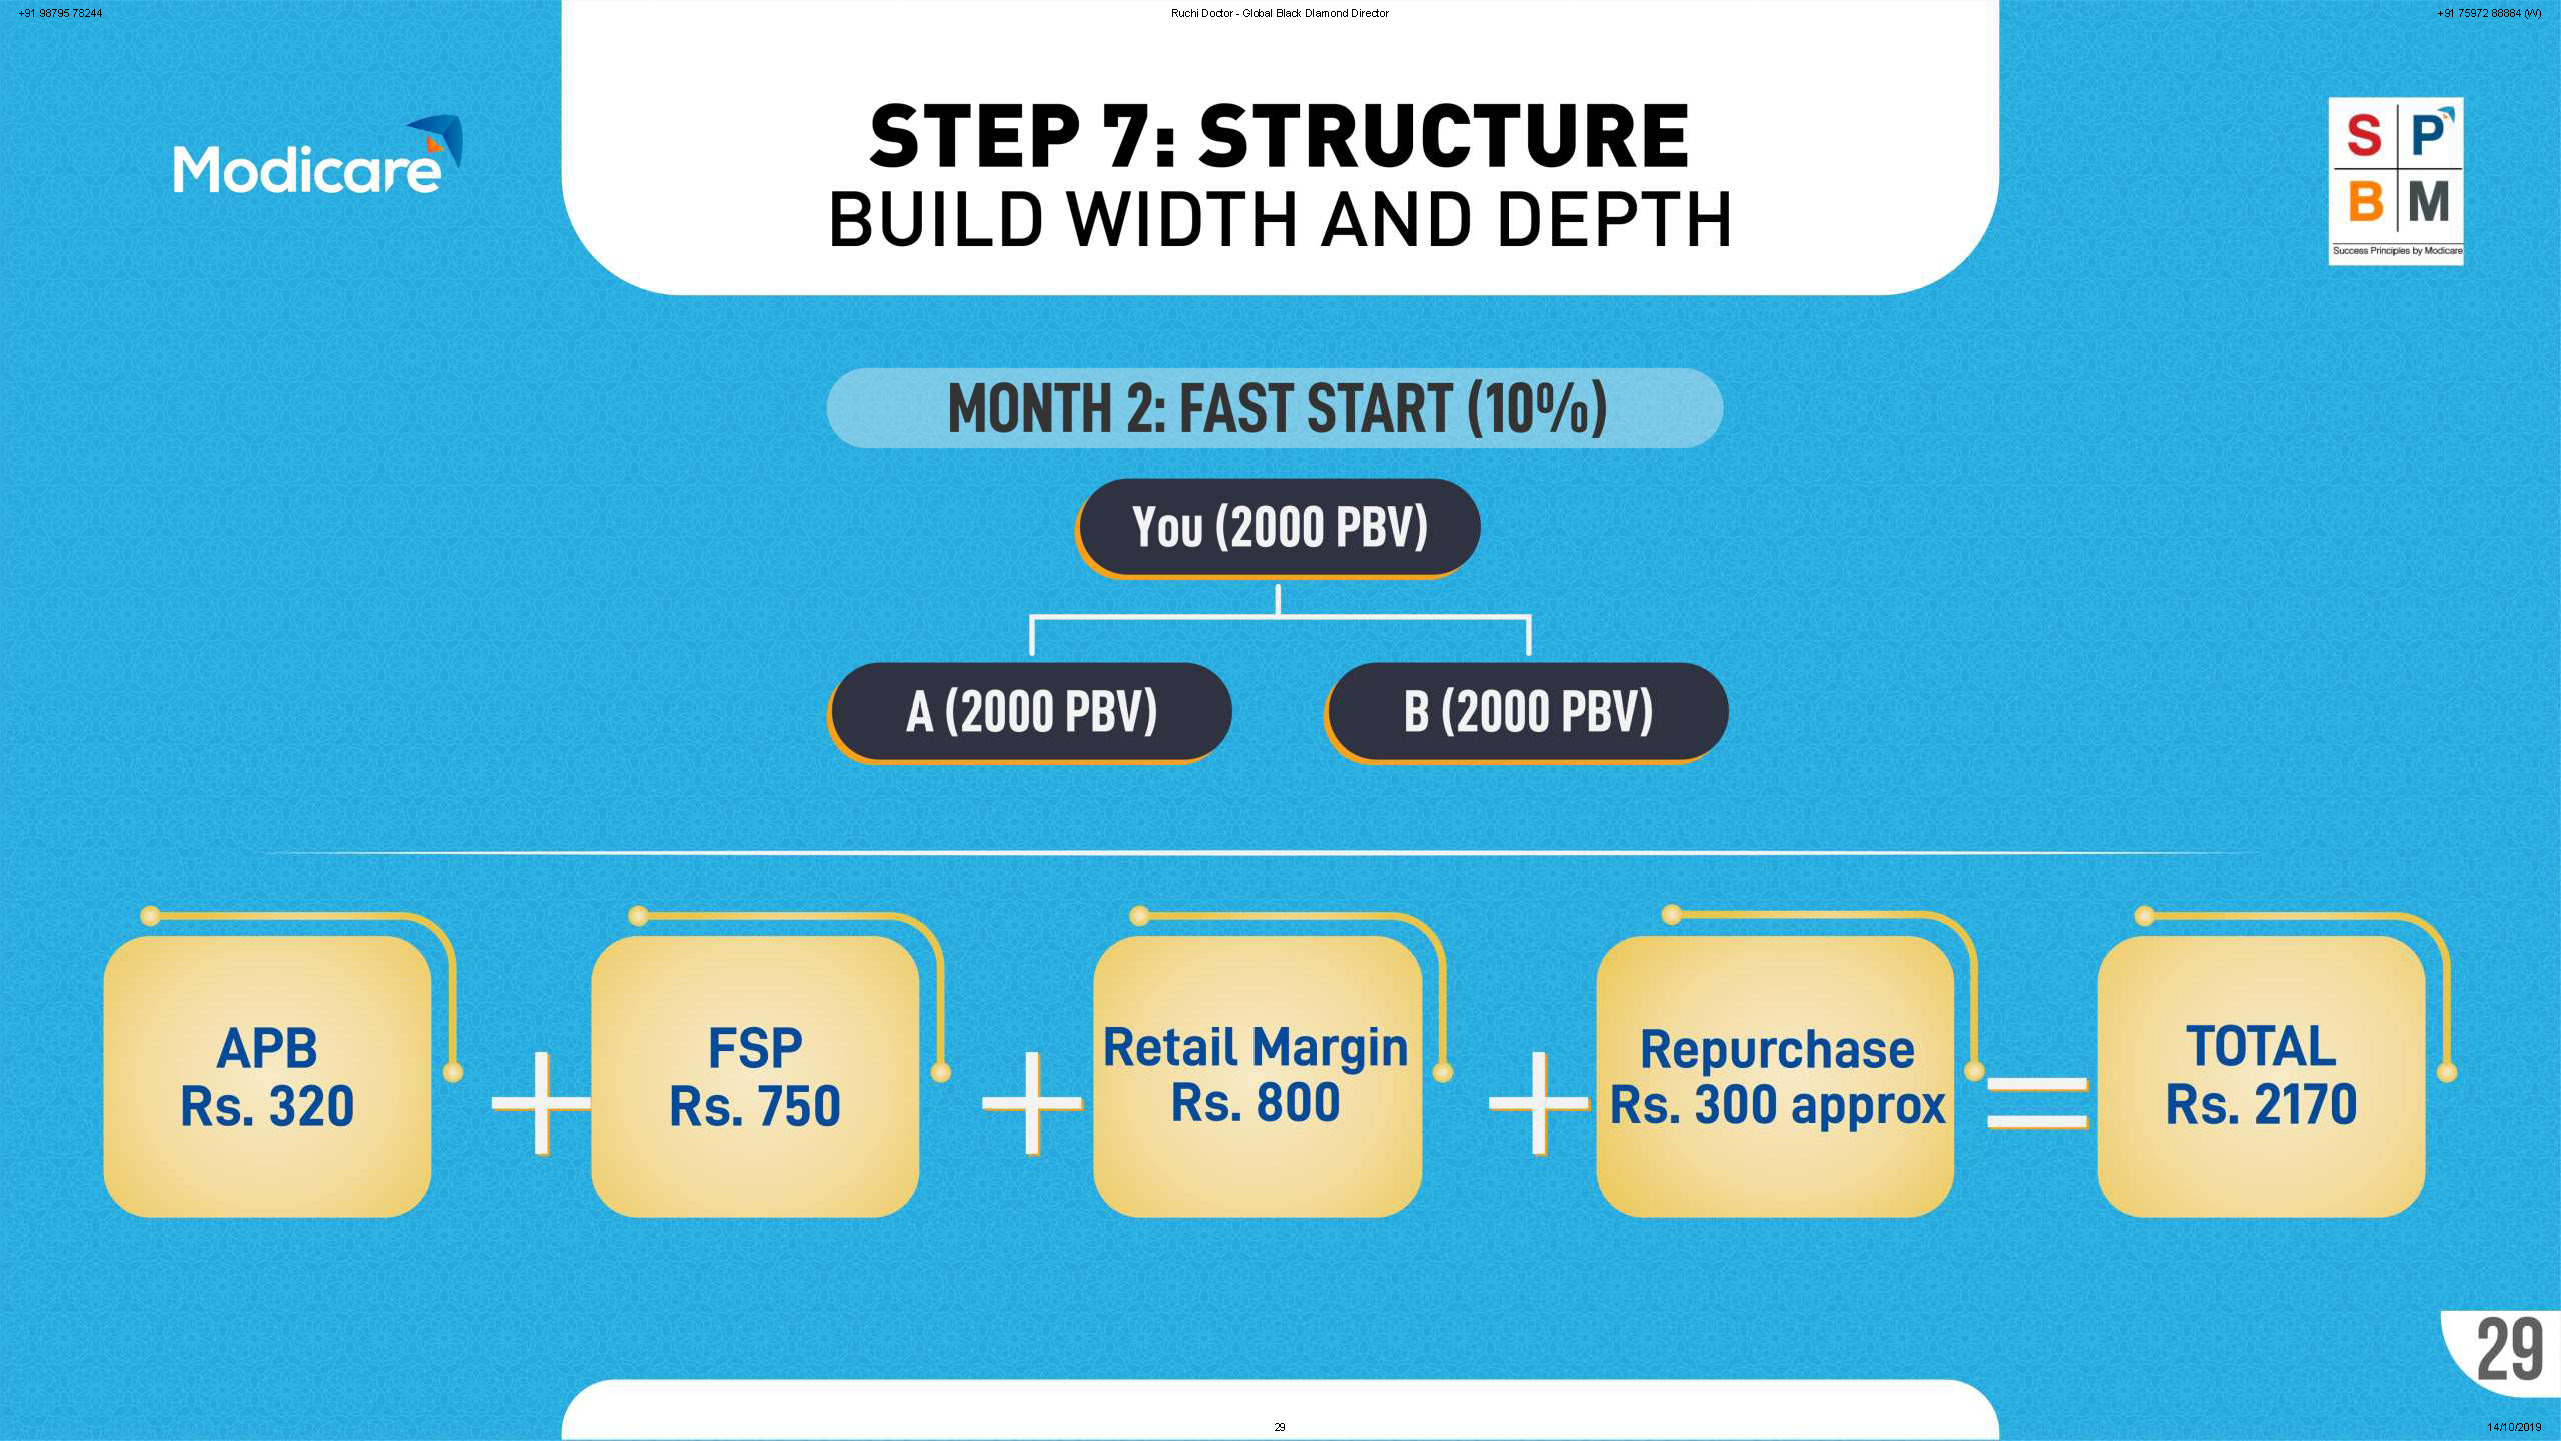 +91 98795 78244
Ruchi Doctor - Global Black DIamond Director
+91 75972 88884 (W)
Modicare
STEP 7: STRUCTURE
BUILD WIDTH AND DEPTH
S P
B M
Success Principles by Modicare
MONTH 2: FAST START (10%)
You (2000 PBV)
A (2000 PBV)
B (2000 PBV)
APB
Rs. 320
+
FSP
Rs. 750
+
Retail Margin
Rs. 800
+
Repurchase
Rs. 300 approx
=
TOTAL
Rs. 2170
29
29
14/10/2019